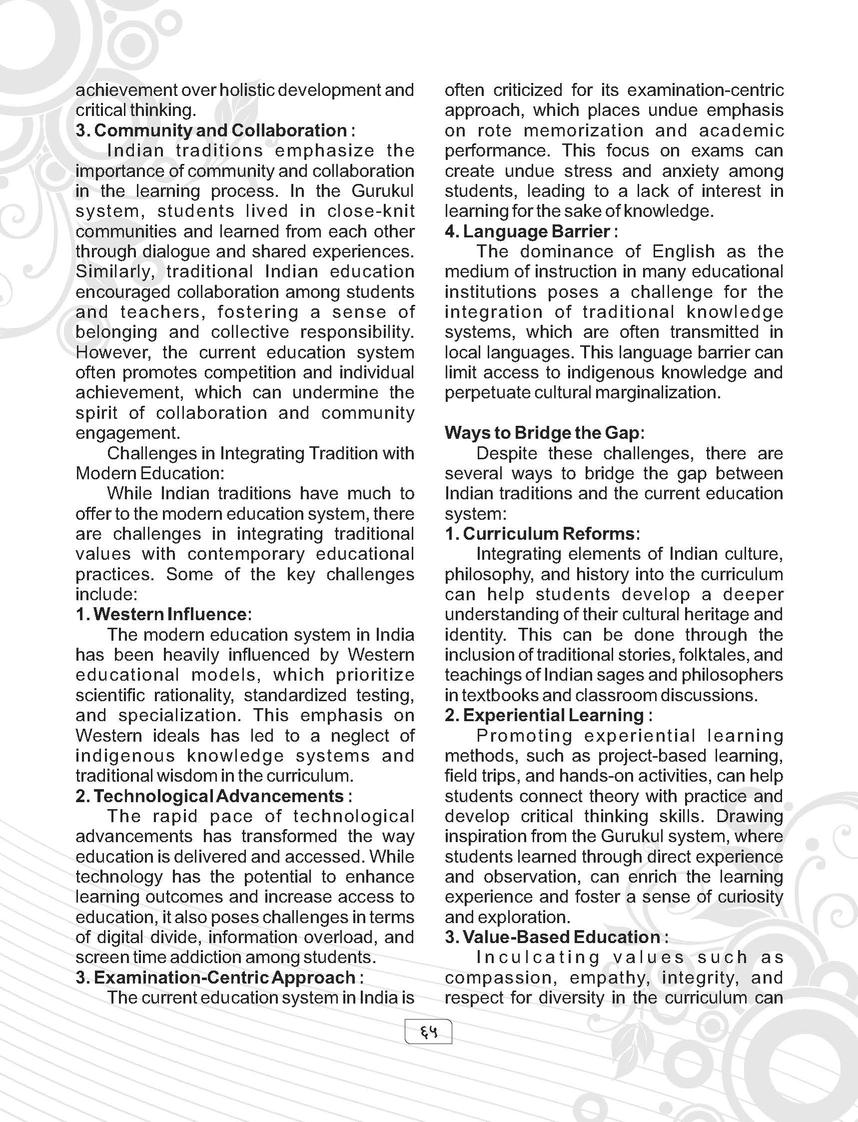 achievement over holistic development and
critical thinking.
3. Community and Collaboration :
Indian traditions emphasize the
importance of community and collaboration
in the learning process. In the Gurukul
system, students lived in close-knit
communities and learned from each other
through dialogue and shared experiences.
Similarly, traditional Indian education
encouraged collaboration among students
and teachers, fostering a sense of
belonging and collective responsibility.
However, the current education system
often promotes competition and individual
achievement, which can undermine the
spirit of collaboration and community
engagement.
Challenges in Integrating Tradition with
Modern Education:
While Indian traditions have much to
offer to the modern education system, there
are challenges in integrating traditional
values with contemporary educational
practices. Some of the key challenges
include:
1. Western Influence:
The modern education system in India
has been heavily influenced by Western
educational models, which prioritize
scientific rationality, standardized testing,
and specialization. This emphasis on
Western ideals has led to a neglect of
indigenous knowledge systems and
traditional wisdom in the curriculum.
2. Technological Advancements :
The rapid pace of technological
advancements has transformed the way
education is delivered and accessed. While
technology has the potential to enhance
learning outcomes and increase access to
education, it also poses challenges in terms
of digital divide, information overload, and
screen time addiction among students.
3. Examination-Centric Approach :
The current education system in India is
often criticized for its examination-centric
approach, which places undue emphasis
on rote memorization and academic
performance. This focus on exams can
create undue stress and anxiety among
students, leading to a lack of interest in
learning for the sake of knowledge.
4. Language Barrier :
The dominance of English as the
medium of instruction in many educational
institutions poses a challenge for the
integration of traditional knowledge
systems, which are often transmitted in
local languages. This language barrier can
limit access to indigenous knowledge and
perpetuate cultural marginalization.
Ways to Bridge the Gap:
Despite these challenges, there are
several ways to bridge the gap between
Indian traditions and the current education
system:
1. Curriculum Reforms:
Integrating elements of Indian culture,
philosophy, and history into the curriculum
can help students develop a deeper
understanding of their cultural heritage and
identity. This can be done through the
inclusion of traditional stories, folktales, and
teachings of Indian sages and philosophers
in textbooks and classroom discussions.
2. Experiential Learning :
Promoting experiential learning
methods, such as project-based learning,
field trips, and hands-on activities, can help
students connect theory with practice and
develop critical thinking skills. Drawing
inspiration from the Gurukul system, where
students learned through direct experience
and observation, can enrich the learning
experience and foster a sense of curiosity
and exploration.
3. Value-Based Education :
Inculcating values such as
compassion, empathy, integrity, and
respect for diversity in the curriculum can
६५